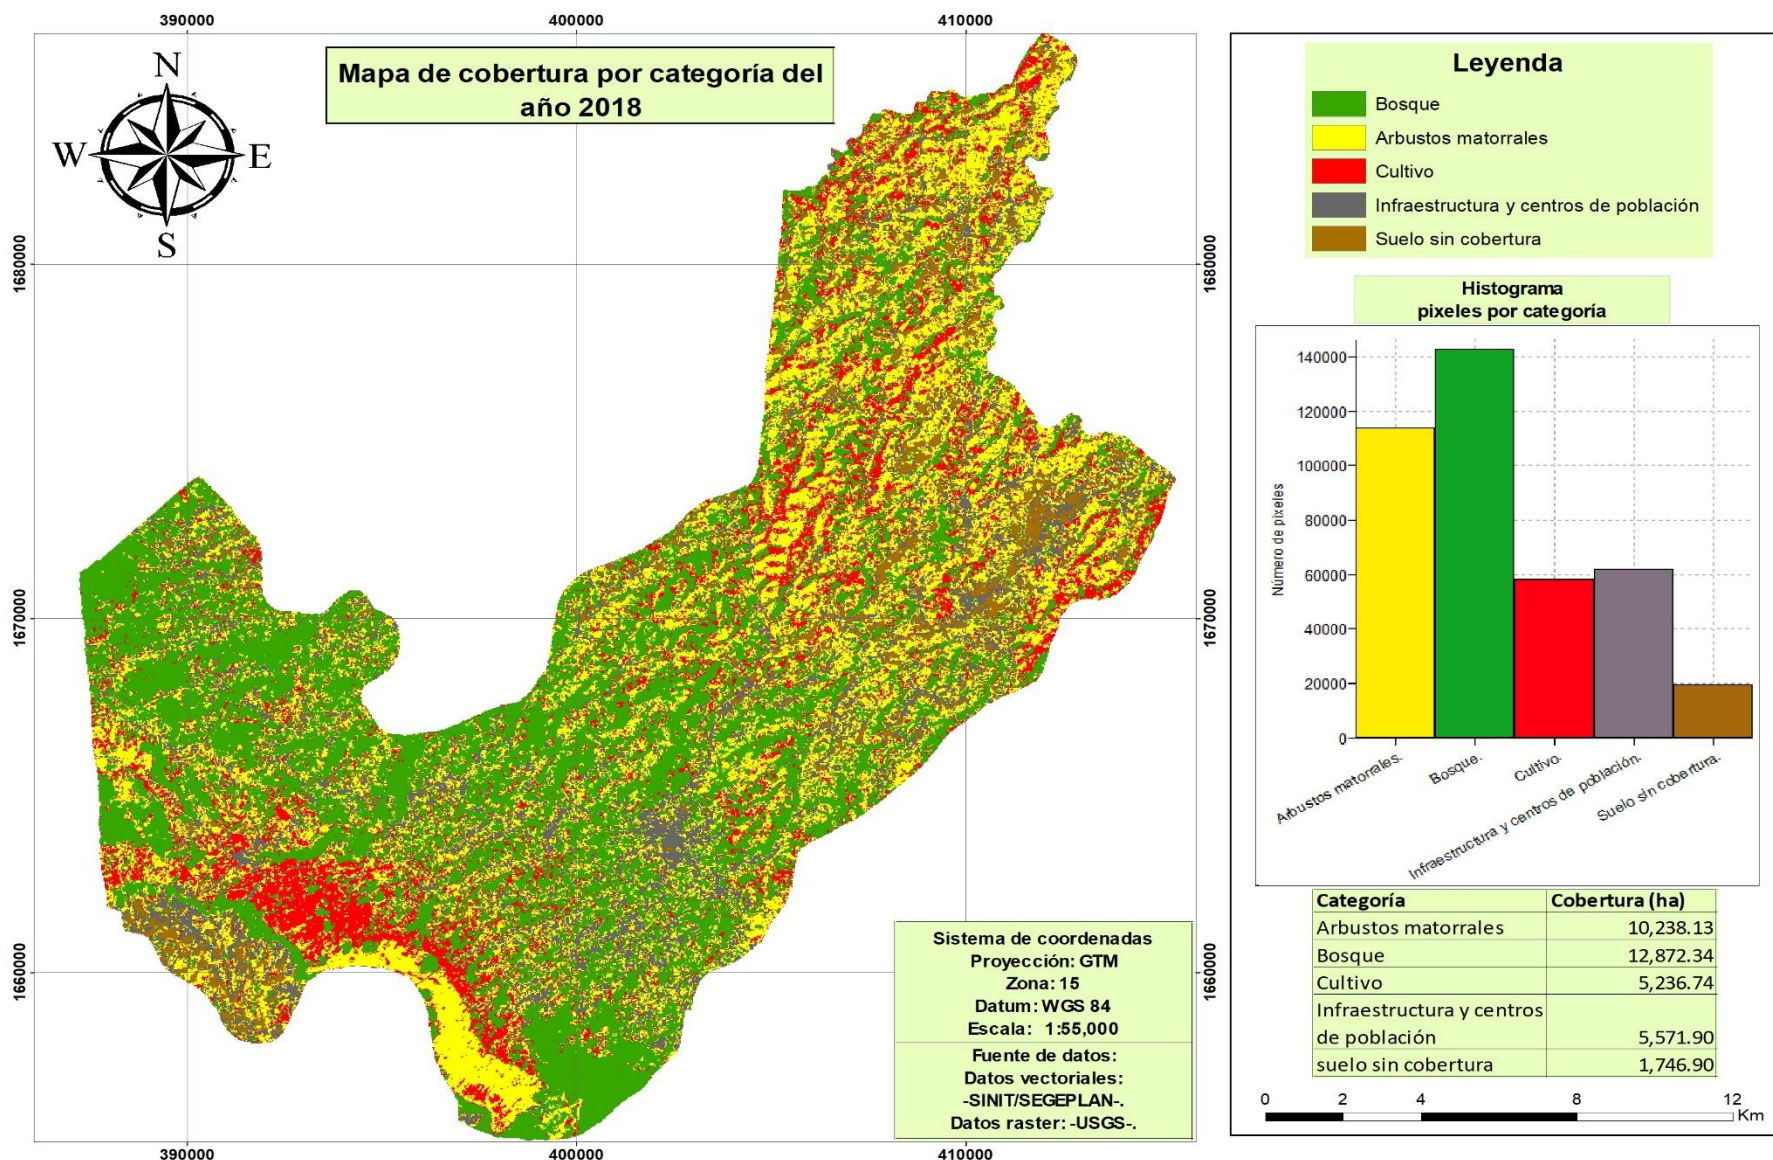 390000
400000
410000
Mapa de cobertura por categoría del
año 2018
N
W
E
S
1680000
1670000
1660000
1680000
1670000
1660000
Sistema de coordenadas
Proyección: GTM
Zona: 15
Datum: WGS 84
Escala: 1:55,000
Fuente de datos:
Datos vectoriales:
-SINIT/SEGEPLAN-.
Datos raster: -USGS-.
390000
400000
410000
Leyenda
Bosque
Arbustos matorrales
Cultivo
Infraestructura y centros de población
Suelo sin cobertura
Histograma
pixeles por categoría
Número de pixeles
140000
120000
100000
80000
60000
40000
20000
0
Arbustos matorrales.
Bosque.
Cultivo.
Infraestructura y centros de población.
Suelo sin cobertura.
Categoría Cobertura (ha)
Arbustos matorrales 10,238.13
Bosque 12,872.34
Cultivo 5,236.74
Infraestructura y centros
de población 5,571.90
suelo sin cobertura 1,746.90
0 2 4 8 12
Km